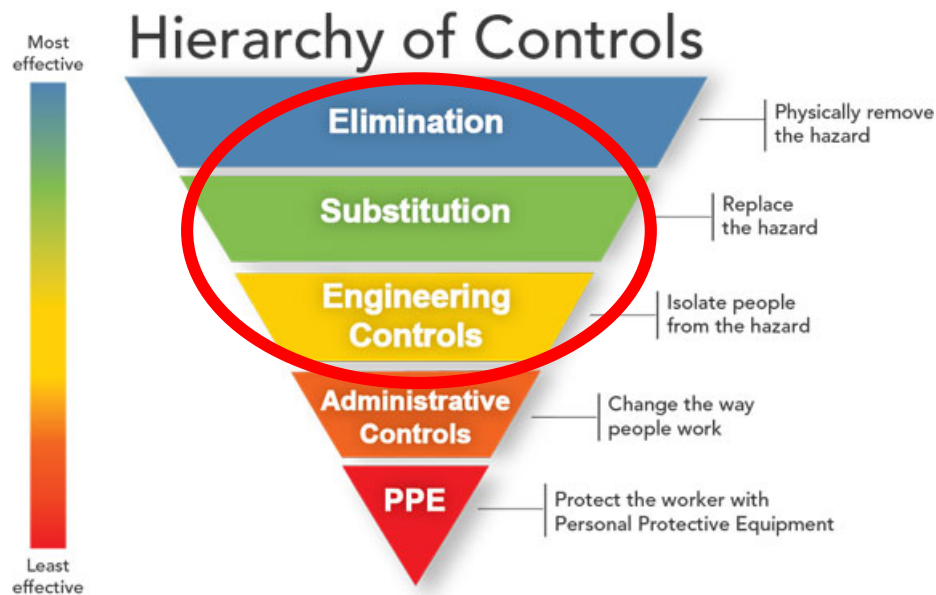 Hierarchy of Controls
Most
effective
Elimination
Physically remove
the hazard
Substitution
Replace
the hazard
Engineering
Controls
Isolate people
from the hazard
Administrative
Controls
Change the way
people work
PPE
Protect the worker with
Personal Protective Equipment
Least
effective